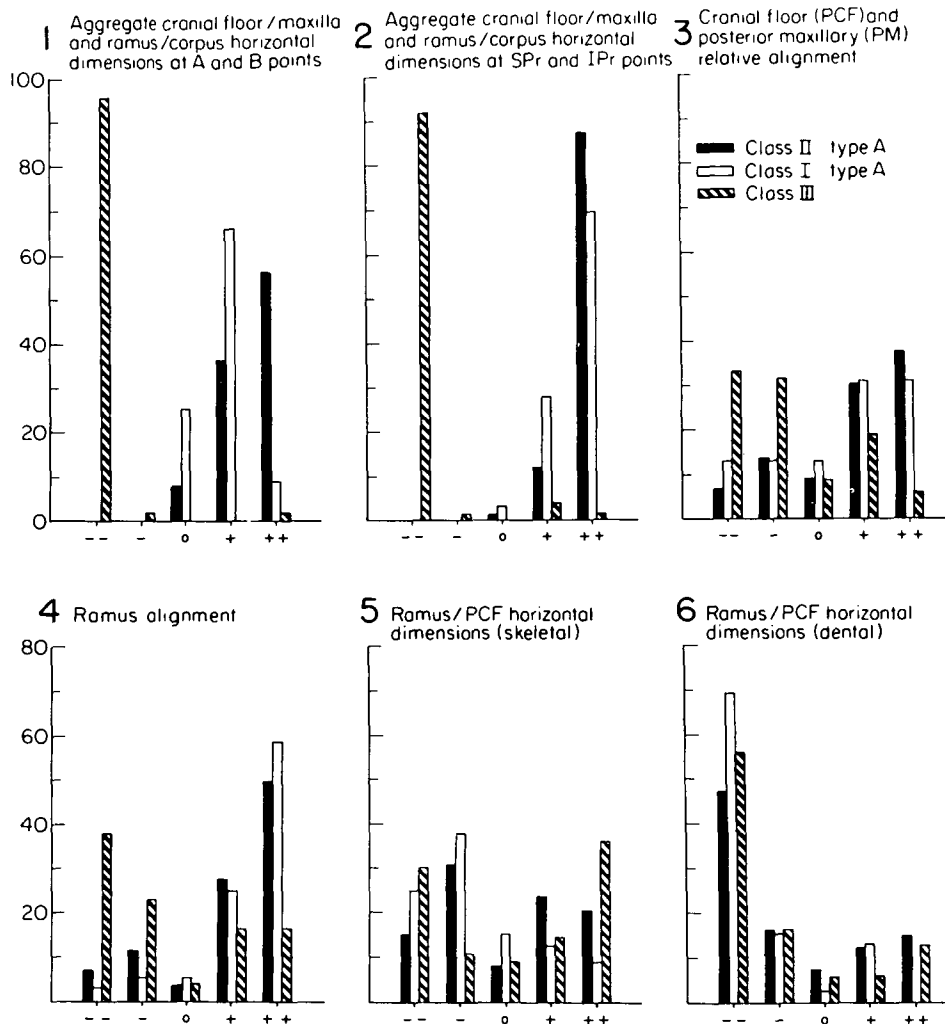 1 Aggregate cranial floor/maxilla
and ramus/corpus horizontal
dimensions at A and B points
2 Aggregate cranial floor/maxilla
and ramus/corpus horizontal
dimensions at SPr and IPr points
3 Cranial floor (PCF) and
posterior maxillary (PM)
relative alignment
100
80
60
40
20
0
Class II type A
Class I type A
Class III
-- - o + ++
-- - o + ++
-- - o + ++
4 Ramus alignment
5 Ramus/PCF horizontal
dimensions (skeletal)
6 Ramus/PCF horizontal
dimensions (dental)
80
60
40
20
-- - o + ++
-- - o + ++
-- - o + ++